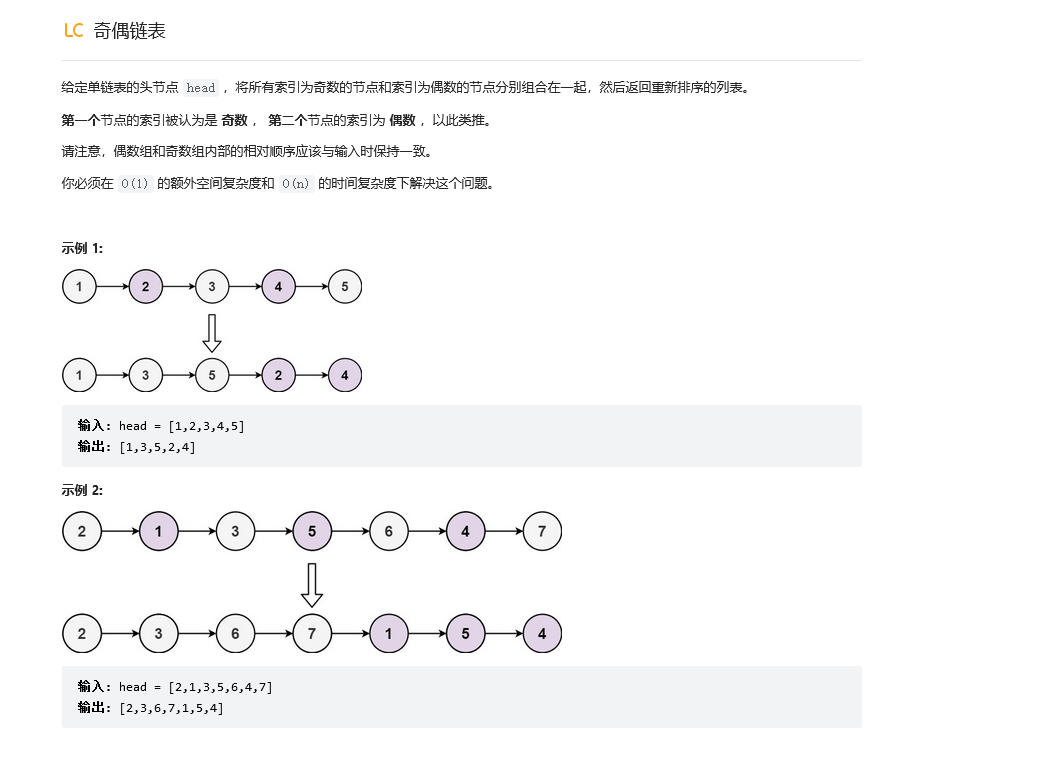 LC 奇偶链表
给定单链表的头节点 head ，将所有索引为奇数的节点和索引为偶数的节点分别组合在一起，然后返回重新排序的列表。
第一个节点的索引被认为是 奇数 ， 第二个节点的索引为 偶数 ，以此类推。
请注意，偶数组和奇数组内部的相对顺序应该与输入时保持一致。
你必须在 O(1) 的额外空间复杂度和 O(n) 的时间复杂度下解决这个问题。
示例 1:
1 2 3 4 5
1 3 5 2 4
输入: head = [1,2,3,4,5]
输出: [1,3,5,2,4]
示例 2:
2 1 3 5 6 4 7
2 3 6 7 1 5 4
输入: head = [2,1,3,5,6,4,7]
输出: [2,3,6,7,1,5,4]